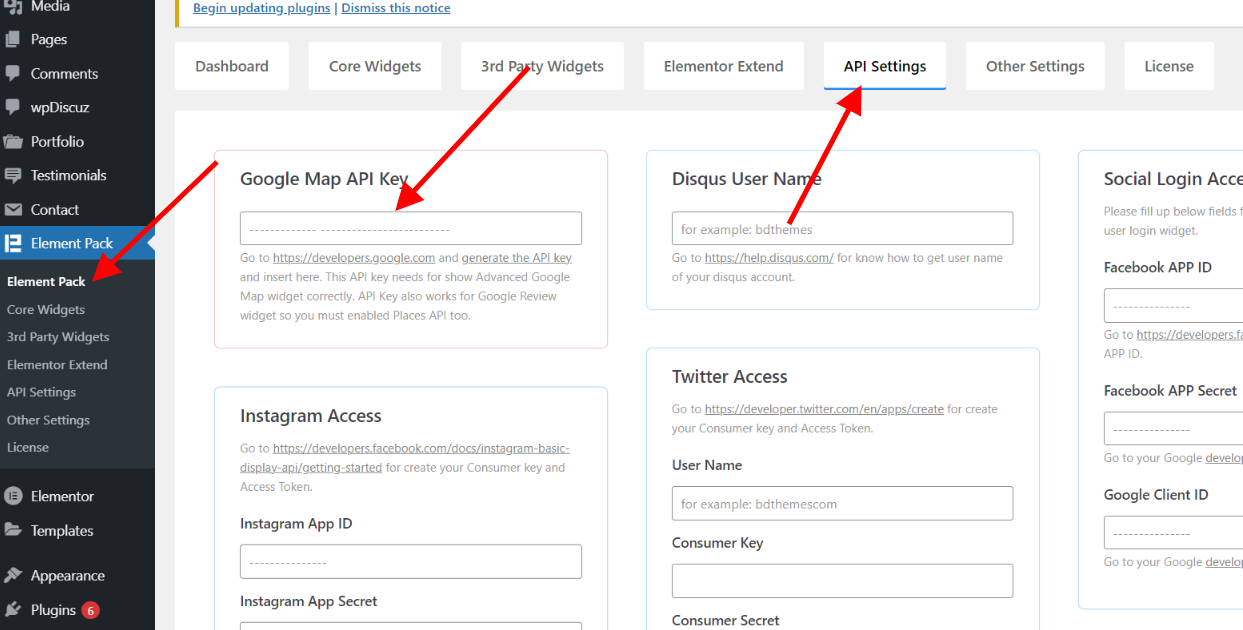 Media
Pages
Comments
wpDiscuz
Portfolio
Testimonials
Contact
Element Pack
Element Pack
Core Widgets
3rd Party Widgets
Elementor Extend
API Settings
Other Settings
License
Elementor
Templates
Appearance
Plugins 6
Begin updating plugins | Dismiss this notice
Dashboard
Core Widgets
3rd Party Widgets
Elementor Extend
API Settings
Other Settings
License
Google Map API Key
------------- ------------------------
Go to https://developers.google.com and generate the API key
and insert here. This API key needs for show Advanced Google
Map widget correctly. API Key also works for Google Review
widget so you must enabled Places API too.
Instagram Access
Go to https://developers.facebook.com/docs/instagram-basic-
display-api/getting-started for create your Consumer key and
Access Token.
Instagram App ID
---------------
Instagram App Secret
Disqus User Name
for example: bdthemes
Go to https://help.disqus.com/ for know how to get user name
of your disqus account.
Twitter Access
Go to https://developer.twitter.com/en/apps/create for create
your Consumer key and Access Token.
User Name
for example: bdthemescom
Consumer Key
Consumer Secret
Social Login Acce
Please fill up below fields f
user login widget.
Facebook APP ID
---------------
Go to https://developers.fa
APP ID.
Facebook APP Secret
---------------
Go to your Google develop
Google Client ID
---------------
Go to your Google develop